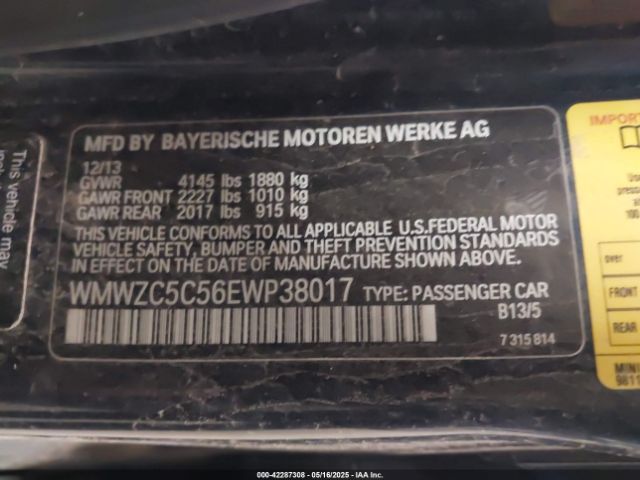 MFD BY BAYERISCHE MOTOREN WERKE AG
12/13
GVWR 4145 lbs 1880 kg
GAWR FRONT 2227 lbs 1010 kg
GAWR REAR 2017 lbs 915 kg
THIS VEHICLE CONFORMS TO ALL APPLICABLE U.S.FEDERAL MOTOR
VEHICLE SAFETY, BUMPER AND THEFT PREVENTION STANDARDS
IN EFFECT ON THE DATE OF MANUFACTURE SHOWN ABOVE.
WMWZC5C56EWP38017 TYPE: PASSENGER CAR
B13/5
7 315 814
This vehicle may
over
FRONT
REAR
MINI
000-42287308 - 05/16/2025 - IAA Inc.